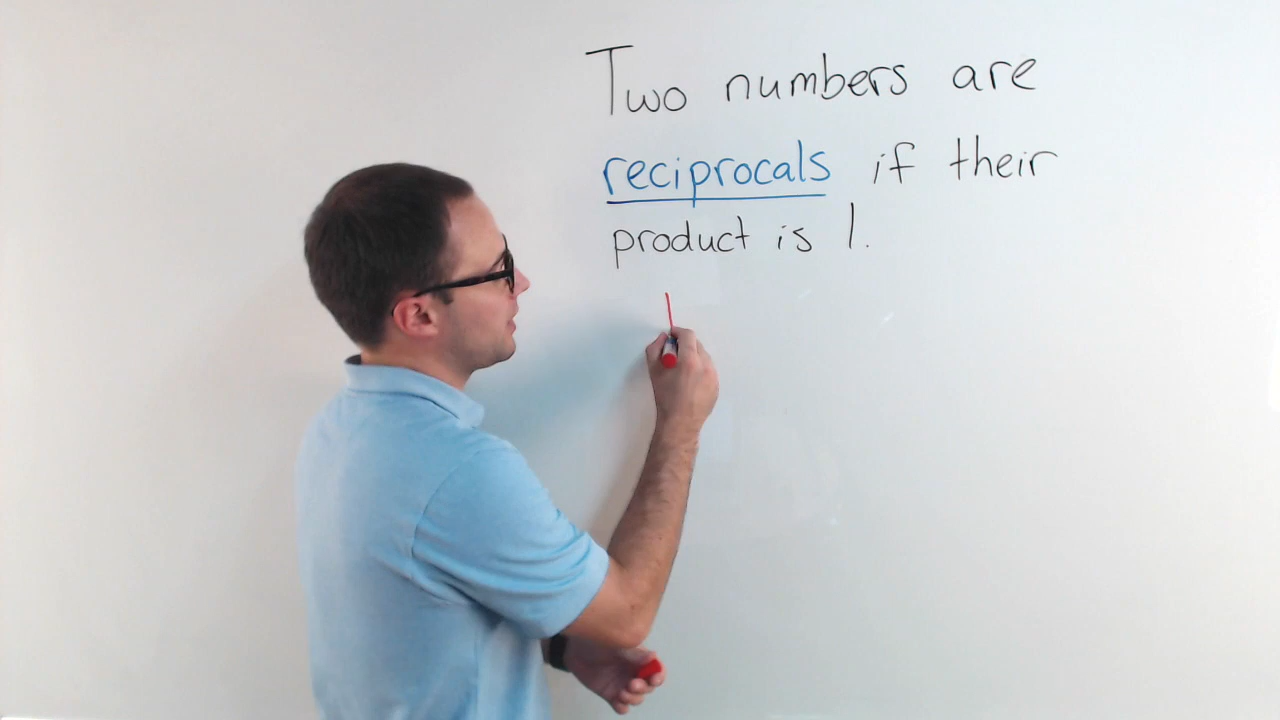 Two numbers are
reciprocals if their
product is 1.